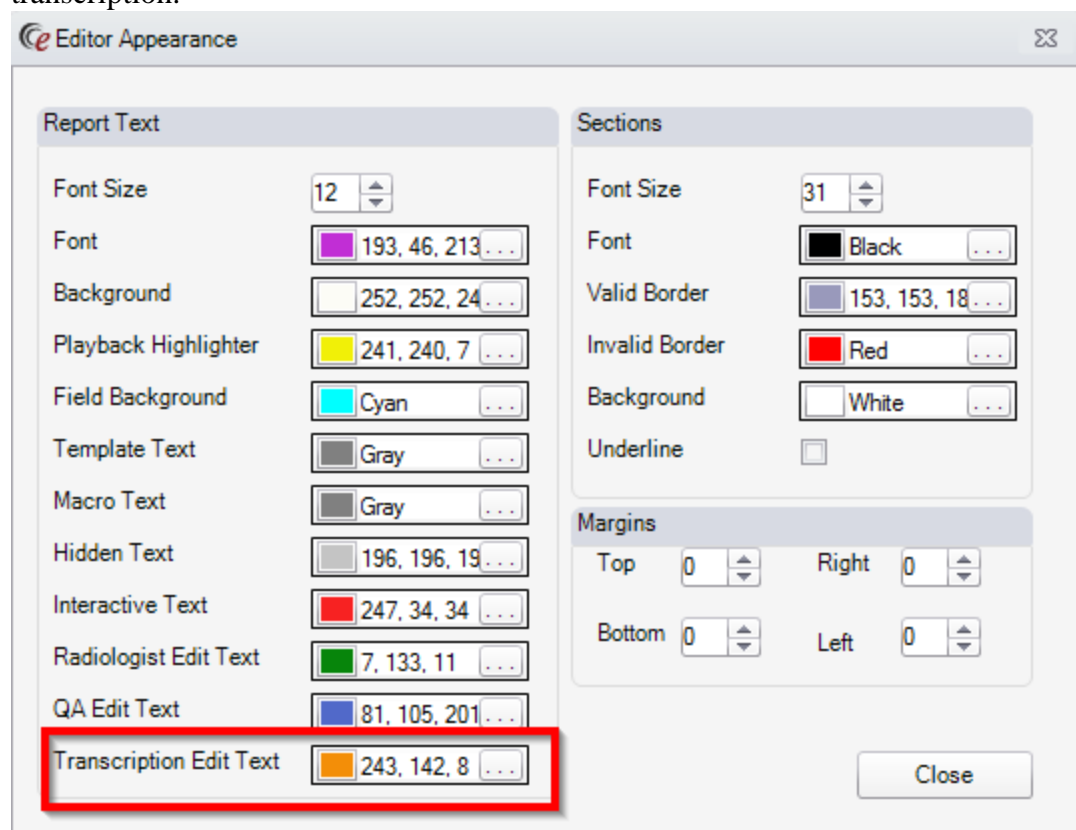 transcription.
Editor Appearance
Report Text
Font Size 12
Font 193, 46, 213 ...
Background 252, 252, 24 ...
Playback Highlighter 241, 240, 7 ...
Field Background Cyan ...
Template Text Gray ...
Macro Text Gray ...
Hidden Text 196, 196, 19 ...
Interactive Text 247, 34, 34 ...
Radiologist Edit Text 7, 133, 11 ...
QA Edit Text 81, 105, 201 ...
Transcription Edit Text 243, 142, 8 ...
Sections
Font Size 31
Font Black ...
Valid Border 153, 153, 18 ...
Invalid Border Red ...
Background White ...
Underline
Margins
Top 0 Right 0
Bottom 0 Left 0
Close